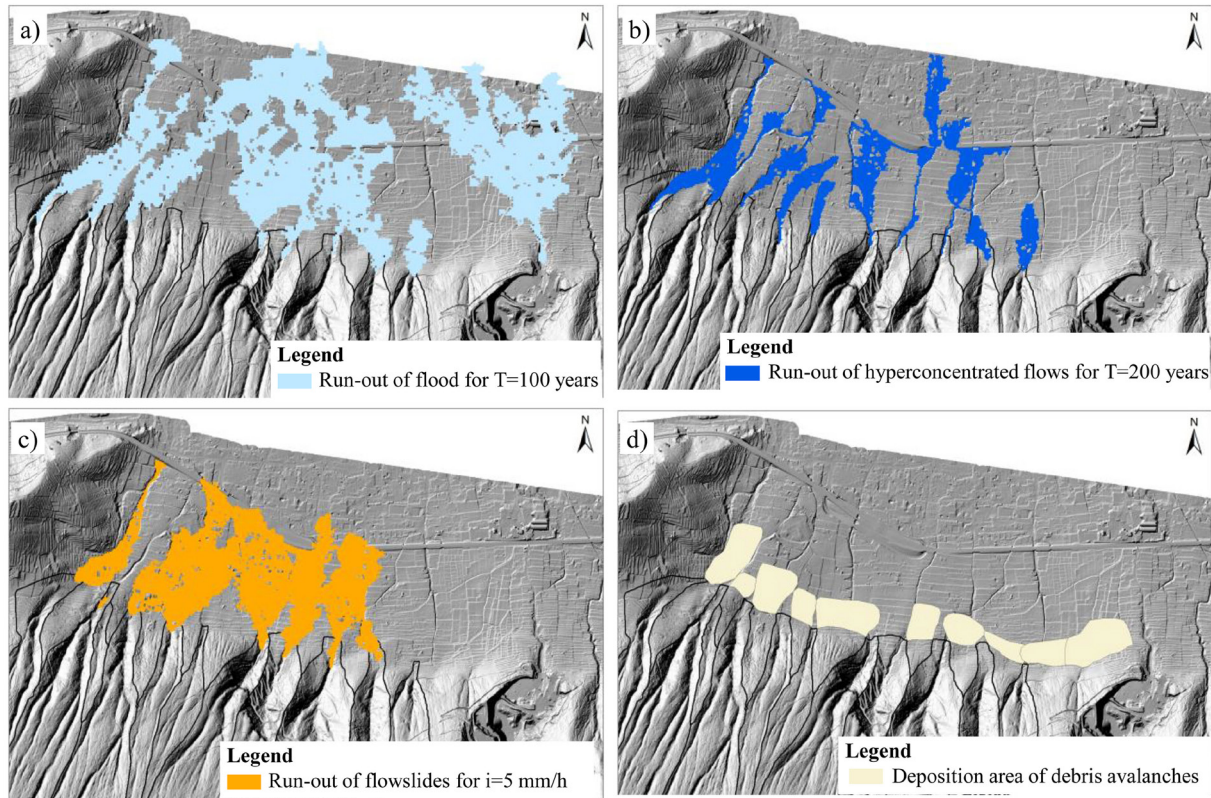 a)
N
Legend
Run-out of flood for T=100 years
b)
N
Legend
Run-out of hyperconcentrated flows for T=200 years
c)
N
Legend
Run-out of flowslides for i=5 mm/h
d)
N
Legend
Deposition area of debris avalanches